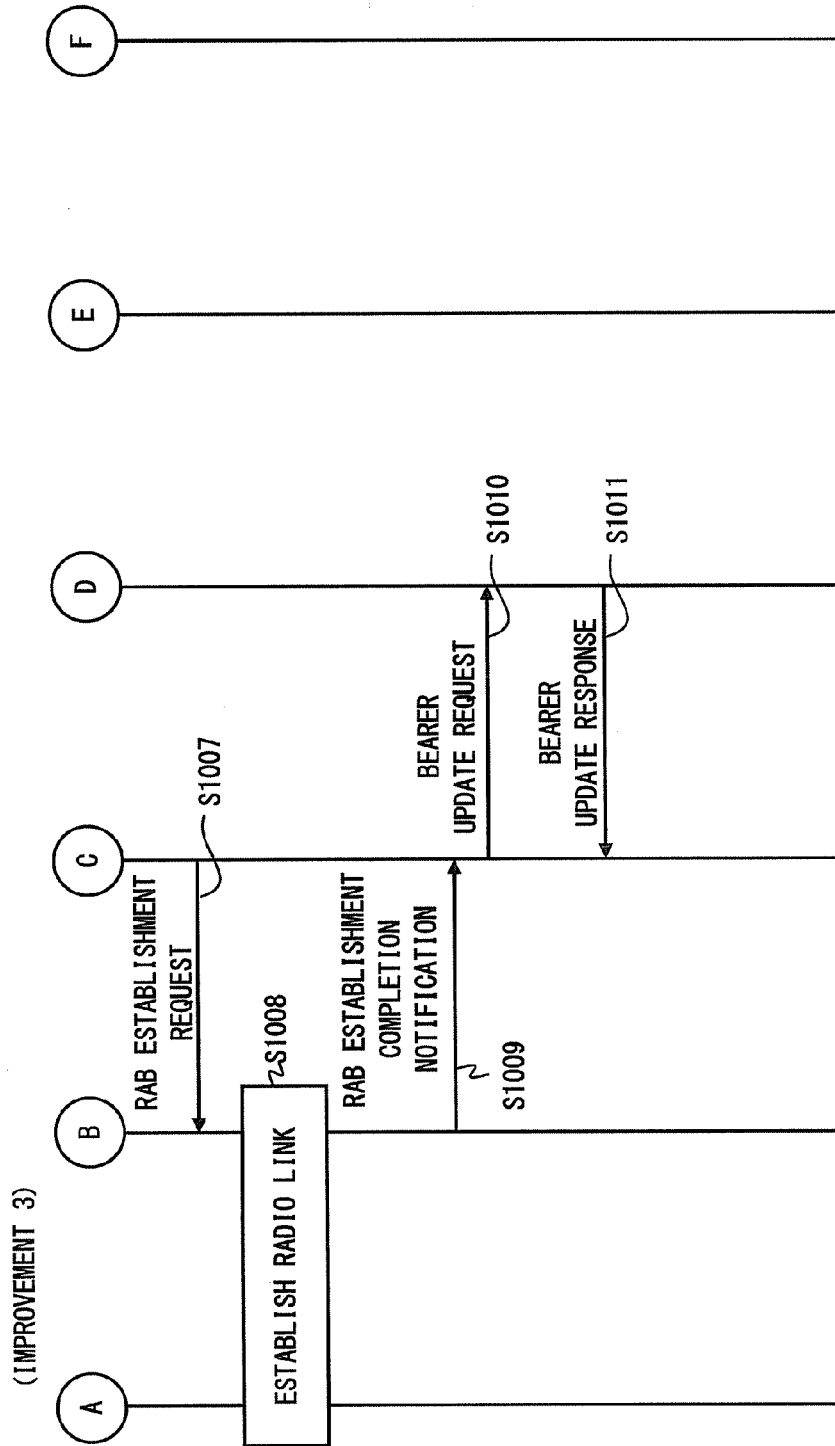 (IMPROVEMENT 3)
A
B
C
D
E
F
RAB ESTABLISHMENT
REQUEST
S1007
ESTABLISH RADIO LINK
S1008
RAB ESTABLISHMENT
COMPLETION
NOTIFICATION
S1009
BEARER
UPDATE REQUEST
S1010
BEARER
UPDATE RESPONSE
S1011